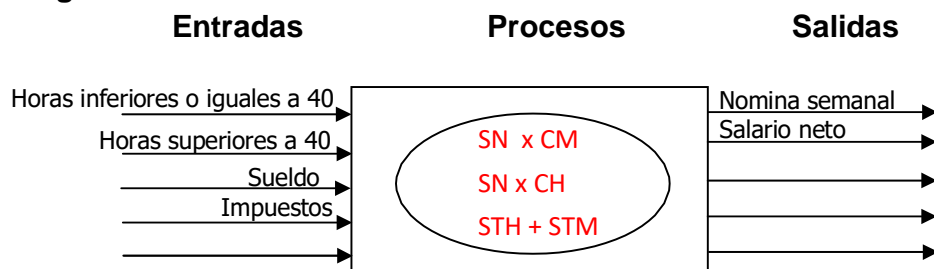 Entradas Procesos Salidas
Horas inferiores o iguales a 40
Horas superiores a 40
Sueldo
Impuestos
SN x CM
SN x CH
STH + STM
Nomina semanal
Salario neto